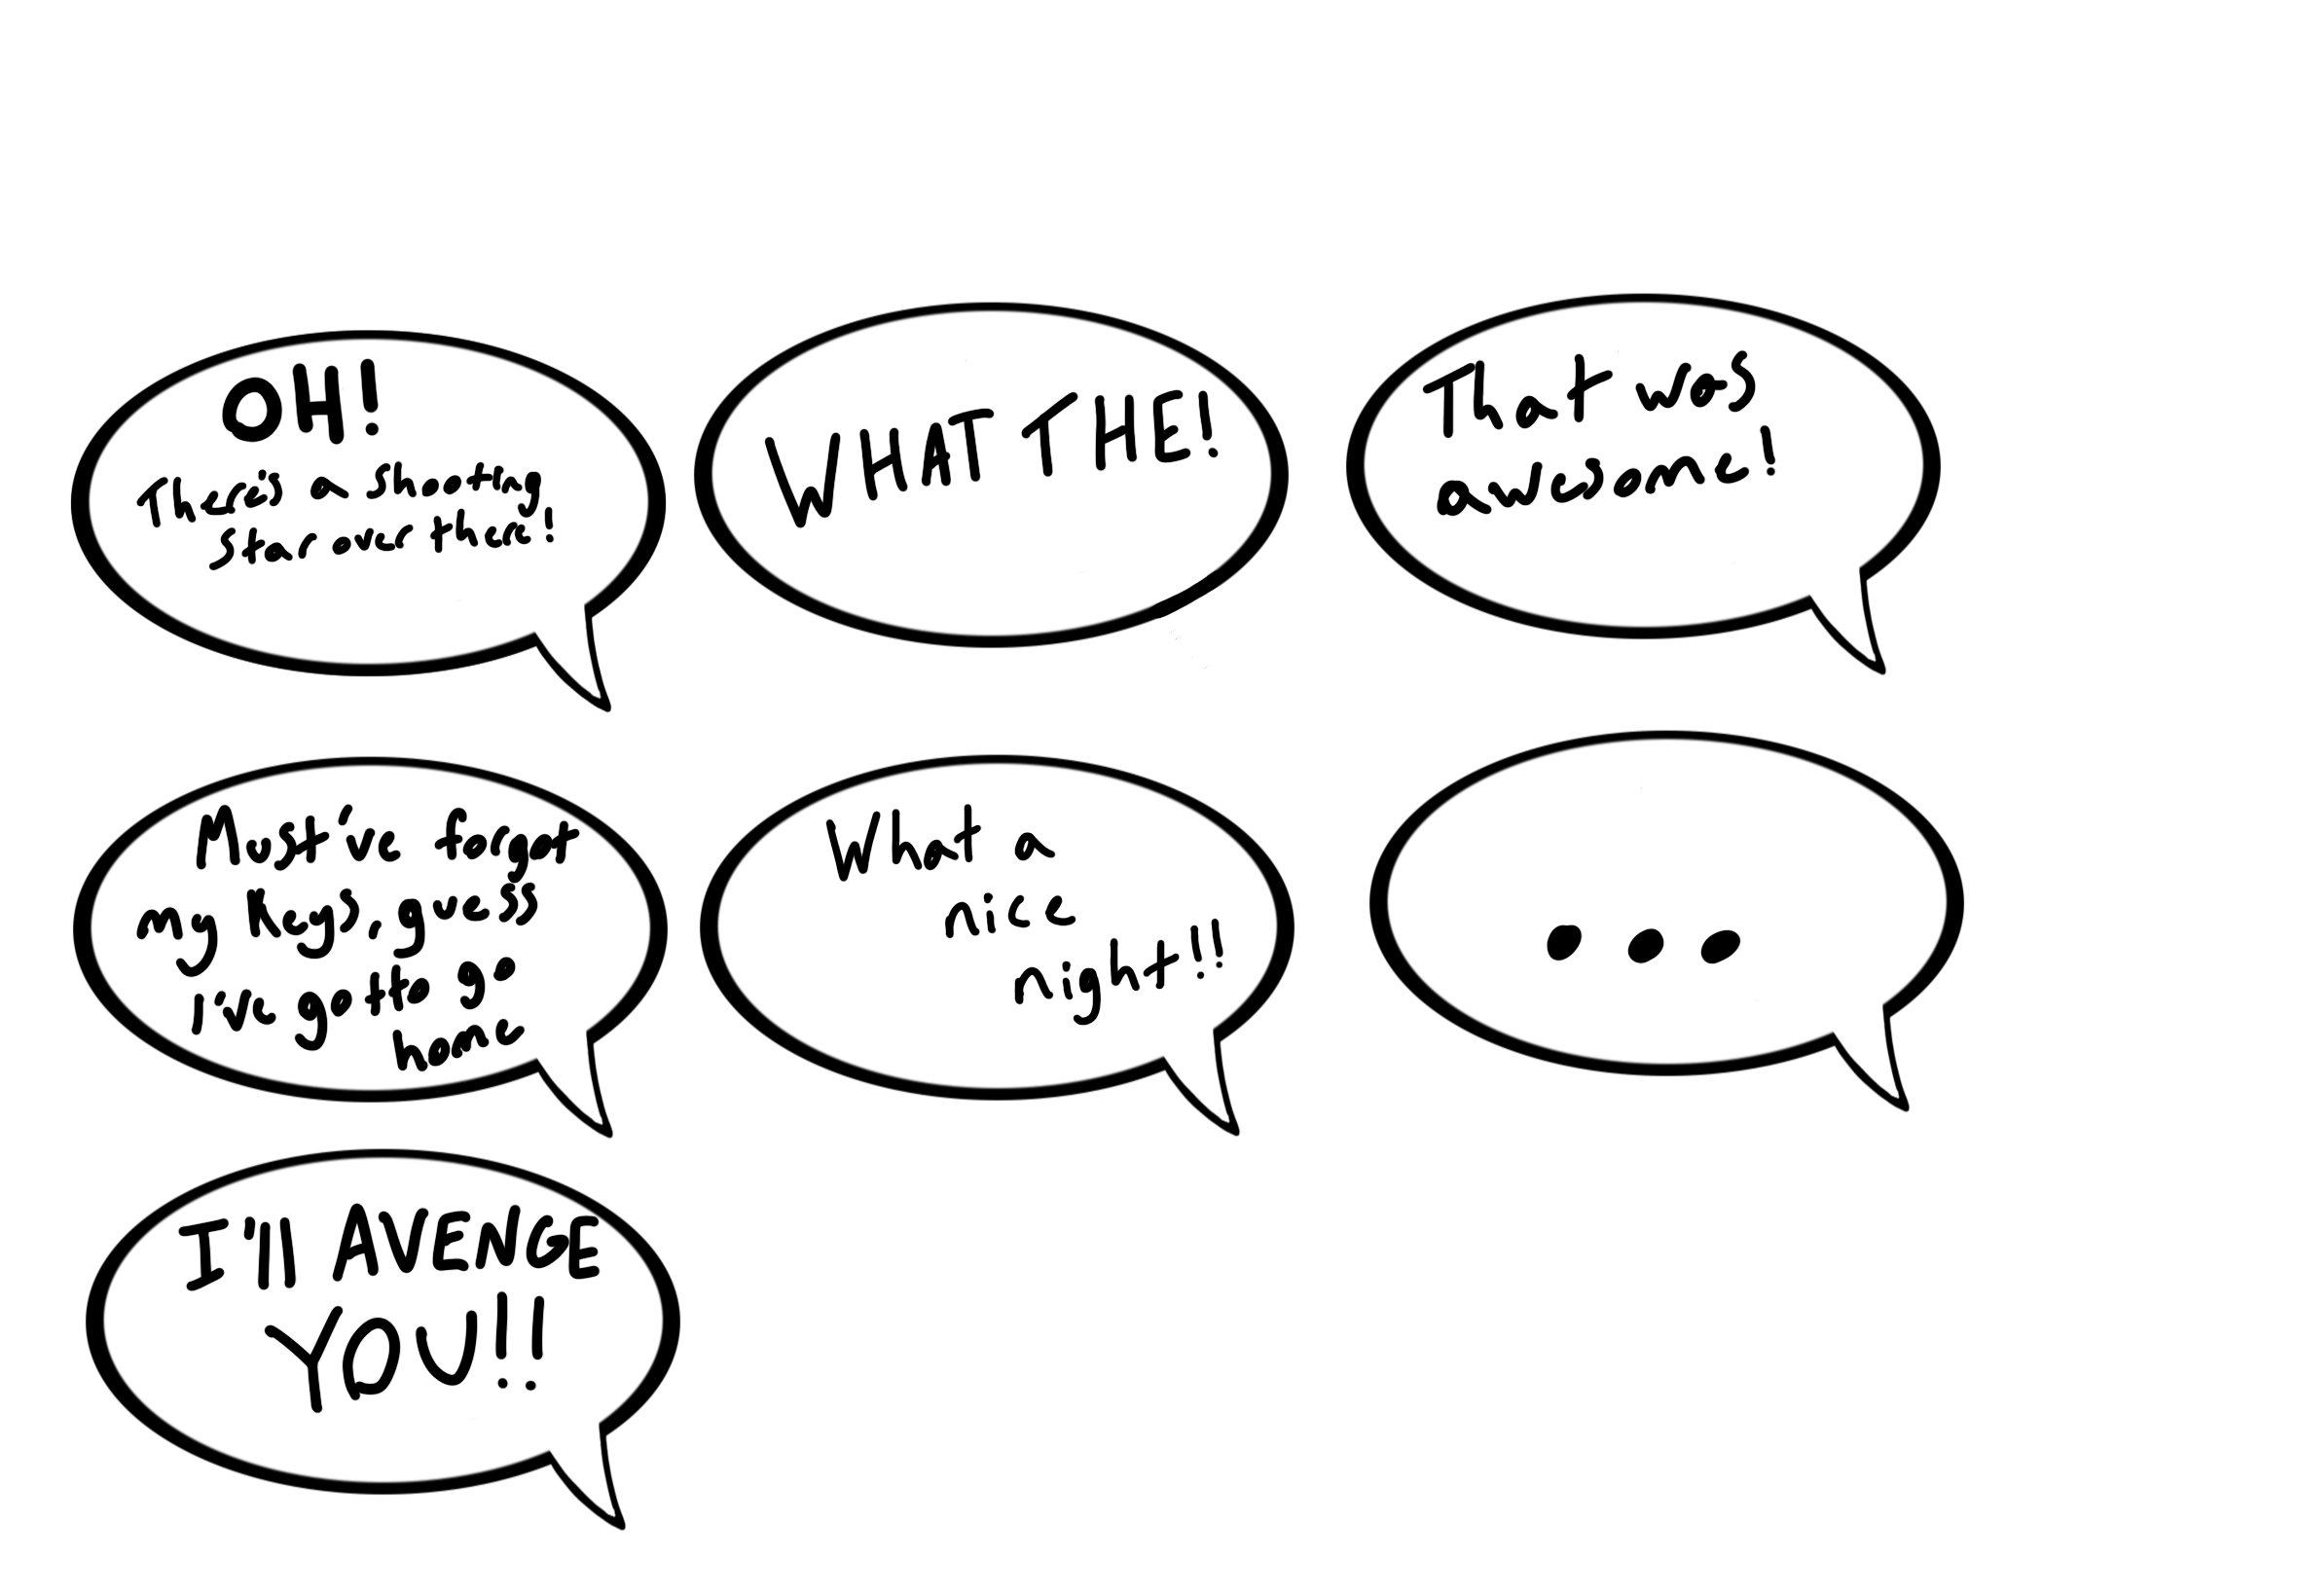 OH!
There's a shooting
star over there!
WHAT THE!
That was
awesome!
Must've forgot
my keys, guess
I've gotto go
home
What a
nice
night!!
...
I'll AVENGE
YOU!!